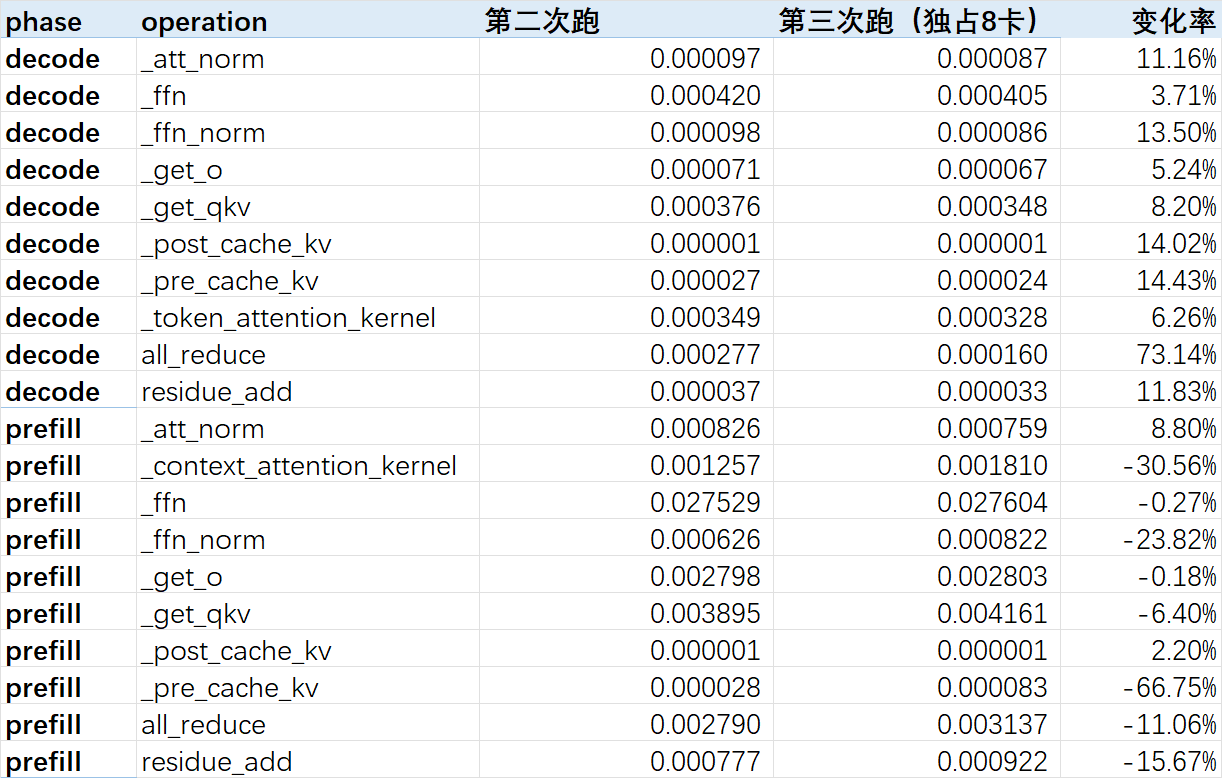 phase operation 第二次跑 第三次跑（独占8卡） 变化率
decode _att_norm 0.000097 0.000087 11.16%
decode _ffn 0.000420 0.000405 3.71%
decode _ffn_norm 0.000098 0.000086 13.50%
decode _get_o 0.000071 0.000067 5.24%
decode _get_qkv 0.000376 0.000348 8.20%
decode _post_cache_kv 0.000001 0.000001 14.02%
decode _pre_cache_kv 0.000027 0.000024 14.43%
decode _token_attention_kernel 0.000349 0.000328 6.26%
decode all_reduce 0.000277 0.000160 73.14%
decode residue_add 0.000037 0.000033 11.83%
prefill _att_norm 0.000826 0.000759 8.80%
prefill _context_attention_kernel 0.001257 0.001810 -30.56%
prefill _ffn 0.027529 0.027604 -0.27%
prefill _ffn_norm 0.000626 0.000822 -23.82%
prefill _get_o 0.002798 0.002803 -0.18%
prefill _get_qkv 0.003895 0.004161 -6.40%
prefill _post_cache_kv 0.000001 0.000001 2.20%
prefill _pre_cache_kv 0.000028 0.000083 -66.75%
prefill all_reduce 0.002790 0.003137 -11.06%
prefill residue_add 0.000777 0.000922 -15.67%